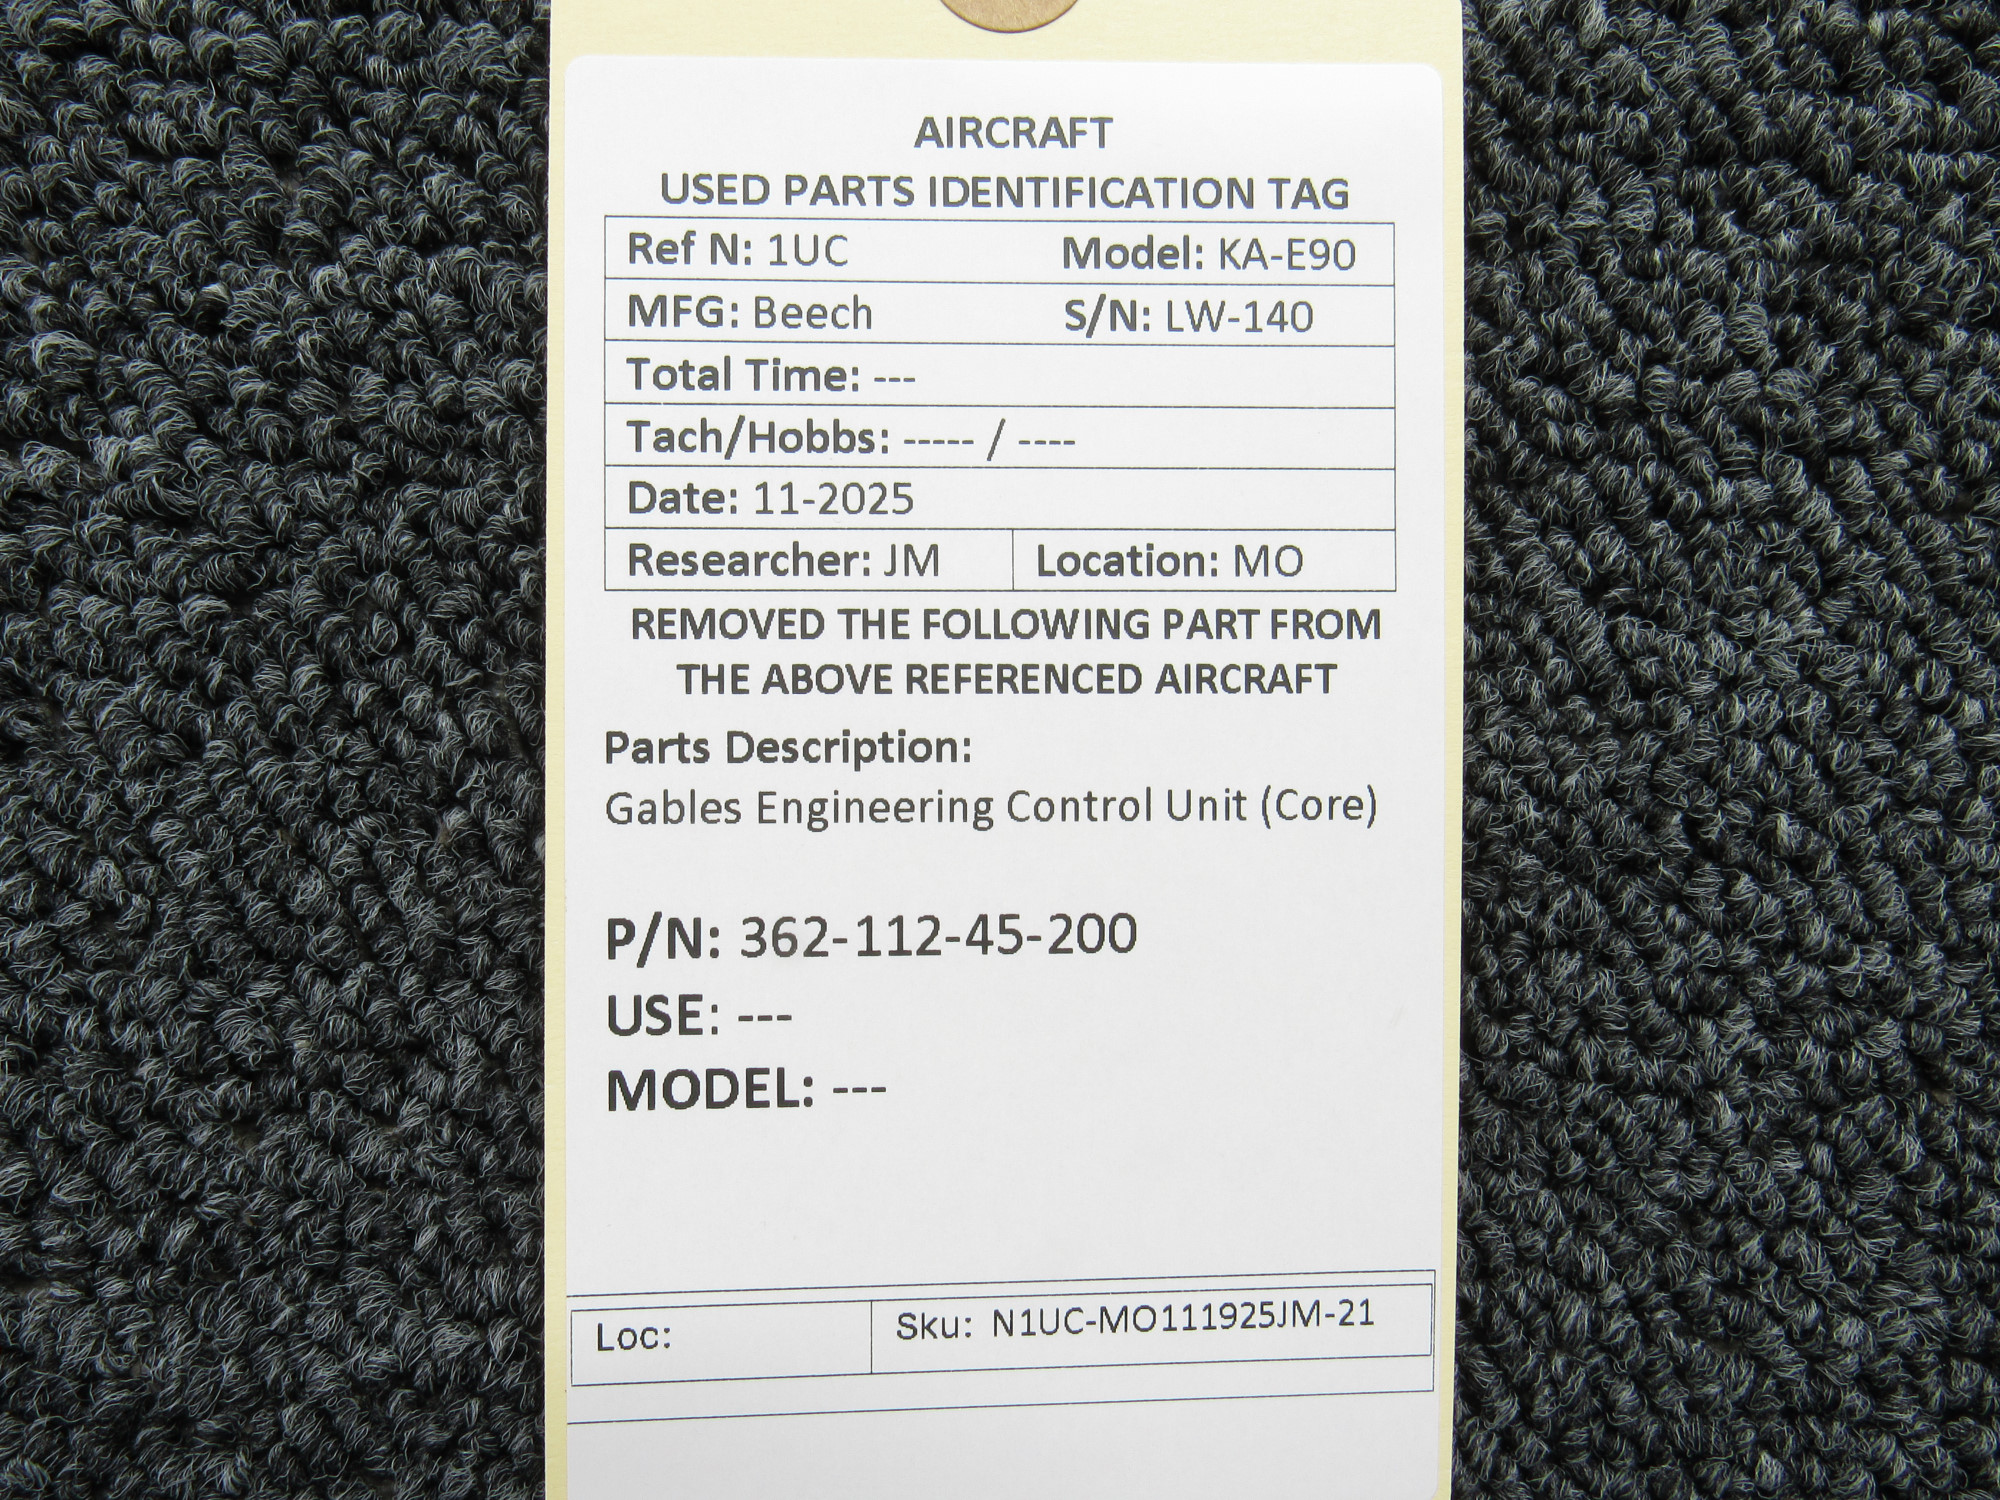 AIRCRAFT
USED PARTS IDENTIFICATION TAG
Ref N: 1UC Model: KA-E90
MFG: Beech S/N: LW-140
Total Time: ---
Tach/Hobbs: ----- / ----
Date: 11-2025
Researcher: JM Location: MO
REMOVED THE FOLLOWING PART FROM
THE ABOVE REFERENCED AIRCRAFT
Parts Description:
Gables Engineering Control Unit (Core)
P/N: 362-112-45-200
USE: ---
MODEL: ---
Loc: Sku: N1UC-MO111925JM-21